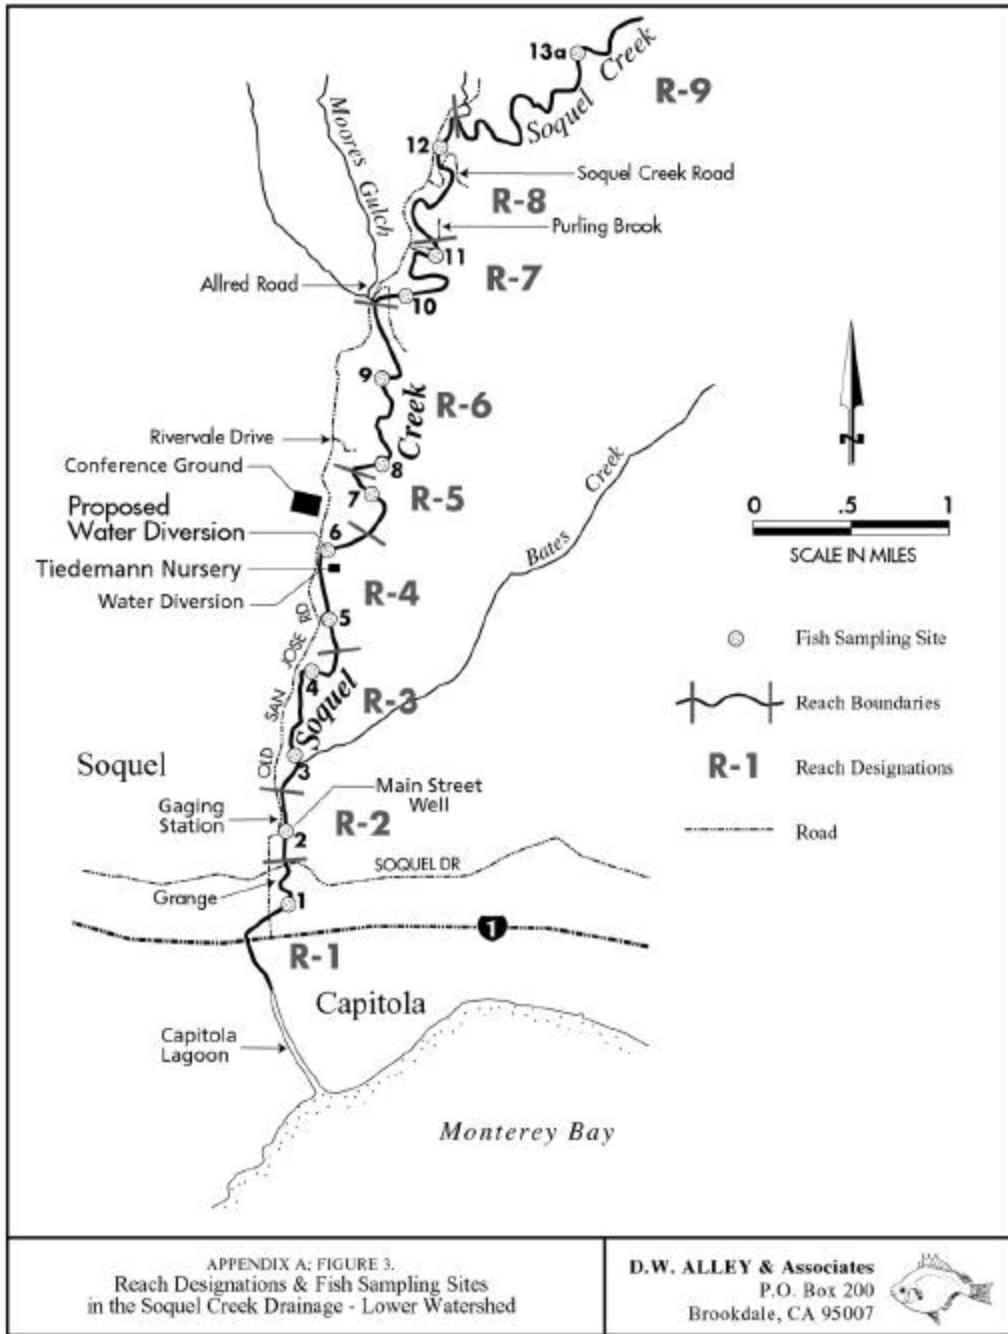 13a
Soquel Creek
R-9
Moores Gulch
12
Soquel Creek Road
R-8
Purling Brook
11
R-7
Allred Road
10
9
Creek
R-6
Rivervale Drive
8
Conference Ground
7
R-5
Proposed
Water Diversion
6
Bates Creek
Tiedemann Nursery
R-4
Water Diversion
5
OLD SAN JOSE RD
4
Soquel
R-3
3
Soquel
Main Street
Well
Gaging
Station
R-2
2
SOQUEL DR
Grange
1
1
R-1
Capitola
Capitola
Lagoon
Monterey Bay
N
0 .5 1
SCALE IN MILES
Fish Sampling Site
Reach Boundaries
R-1 Reach Designations
Road
APPENDIX A; FIGURE 3.
Reach Designations & Fish Sampling Sites
in the Soquel Creek Drainage - Lower Watershed
D.W. ALLEY & Associates
P.O. Box 200
Brookdale, CA 95007